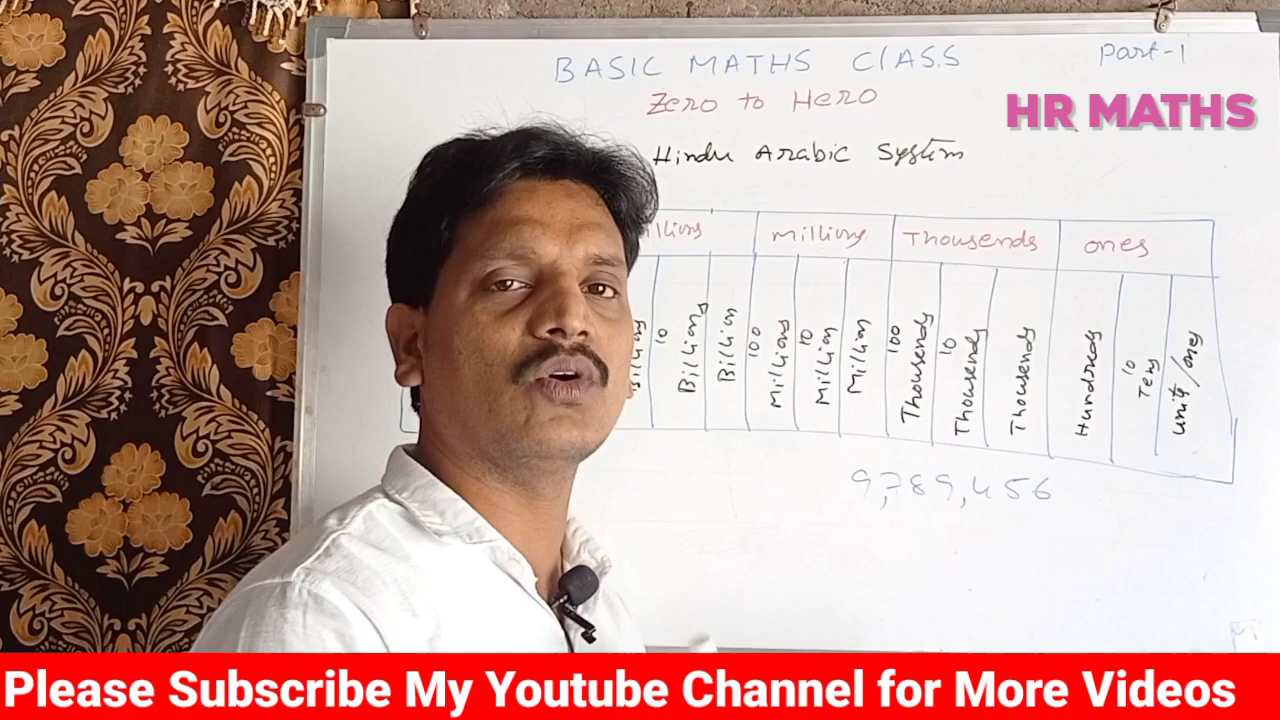 BASIC MATHS ClASS
Part-1
Zero to Hero
HR MATHS
Hindu Arabic System
Millions
Thousends
ones
10 Billions
Billion
100 Millions
10 Million
Million
100 Thousends
10 Thousends
Thousends
Hundreds
10 Tens
units/ones
9,789,456
Please Subscribe My Youtube Channel for More Videos